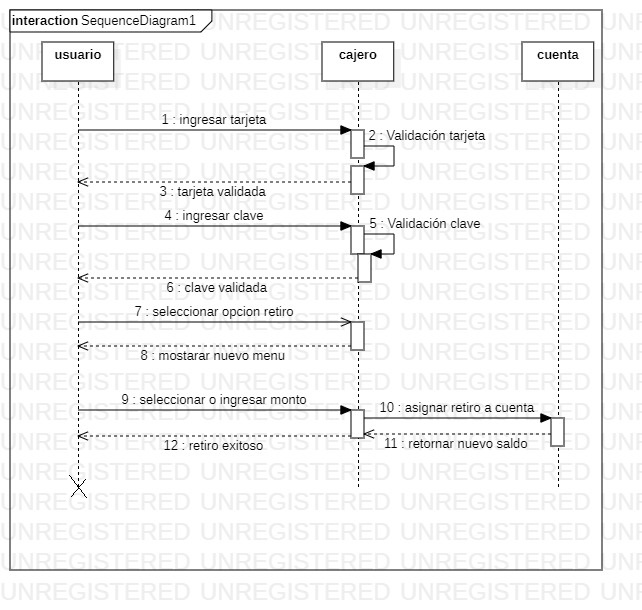 interaction SequenceDiagram1
usuario
cajero
cuenta
1 : ingresar tarjeta
2 : Validación tarjeta
3 : tarjeta validada
4 : ingresar clave
5 : Validación clave
6 : clave validada
7 : seleccionar opcion retiro
8 : mostarar nuevo menu
9 : seleccionar o ingresar monto
10 : asignar retiro a cuenta
11 : retornar nuevo saldo
12 : retiro exitoso
UNREGISTERED